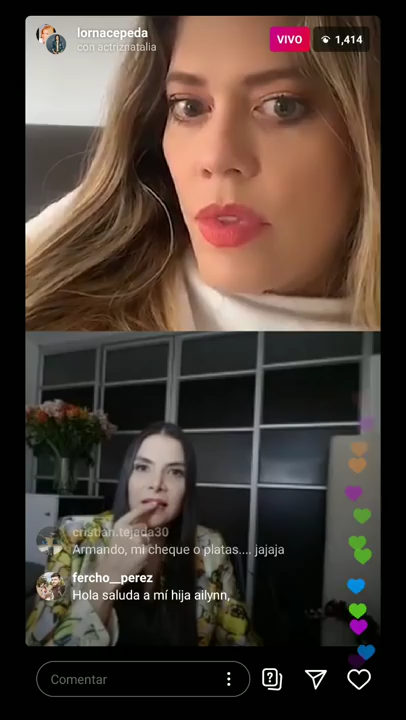 lornacepeda
con actriznatalia
VIVO
1,414
cristian.tejada30
Armando, mi cheque o platas.... jajaja
fercho__perez
Hola saluda a mí hija ailynn,
Comentar